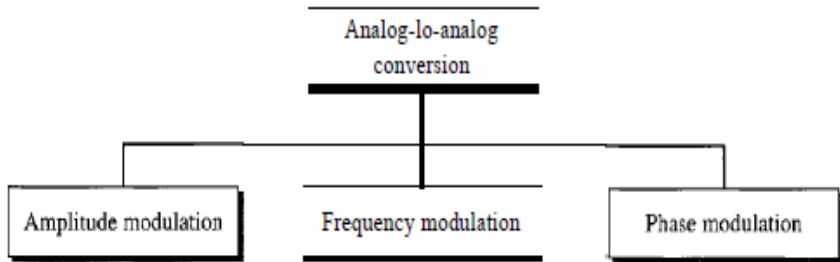 Analog-lo-analog
conversion
Amplitude modulation
Frequency modulation
Phase modulation